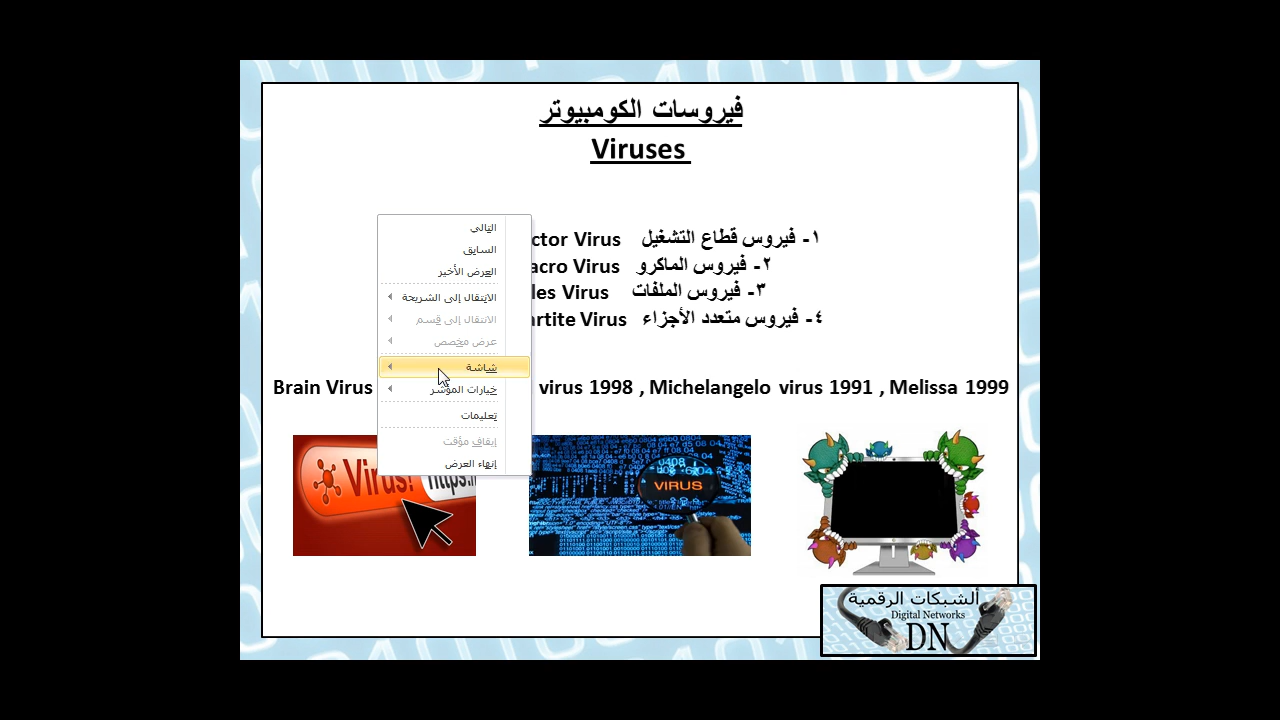 فيروسات الكومبيوتر
Viruses
١- فيروس قطاع التشغيل ctor Virus
٢- فيروس الماكرو acro Virus
٣- فيروس الملفات les Virus
٤- فيروس متعدد الأجزاء artite Virus
التالي
السابق
العرض الأخير
الانتقال إلى الشريحة
الانتقال إلى قسم
عرض مخصص
شاشة
خيارات المؤشر
تعليمات
إيقاف مؤقت
إنهاء العرض
Brain Virus virus 1998 , Michelangelo virus 1991 , Melissa 1999
Virus!
VIRUS
ألشبكات الرقمية
Digital Networks
DN